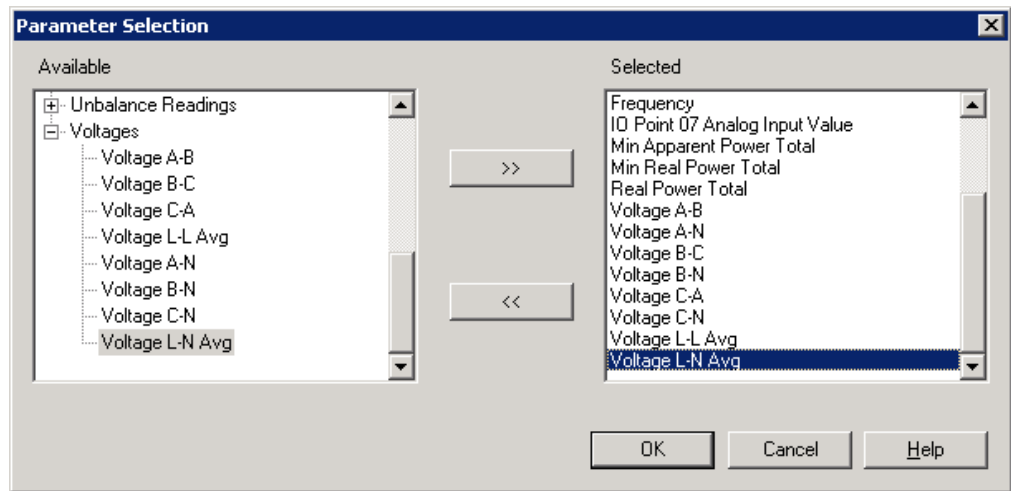 Parameter Selection
Available
Selected
Unbalance Readings
Voltages
Voltage A-B
Voltage B-C
Voltage C-A
Voltage L-L Avg
Voltage A-N
Voltage B-N
Voltage C-N
Voltage L-N Avg
>>
<<
Frequency
IO Point 07 Analog Input Value
Min Apparent Power Total
Min Real Power Total
Real Power Total
Voltage A-B
Voltage A-N
Voltage B-C
Voltage B-N
Voltage C-A
Voltage C-N
Voltage L-L Avg
Voltage L-N Avg
OK
Cancel
Help